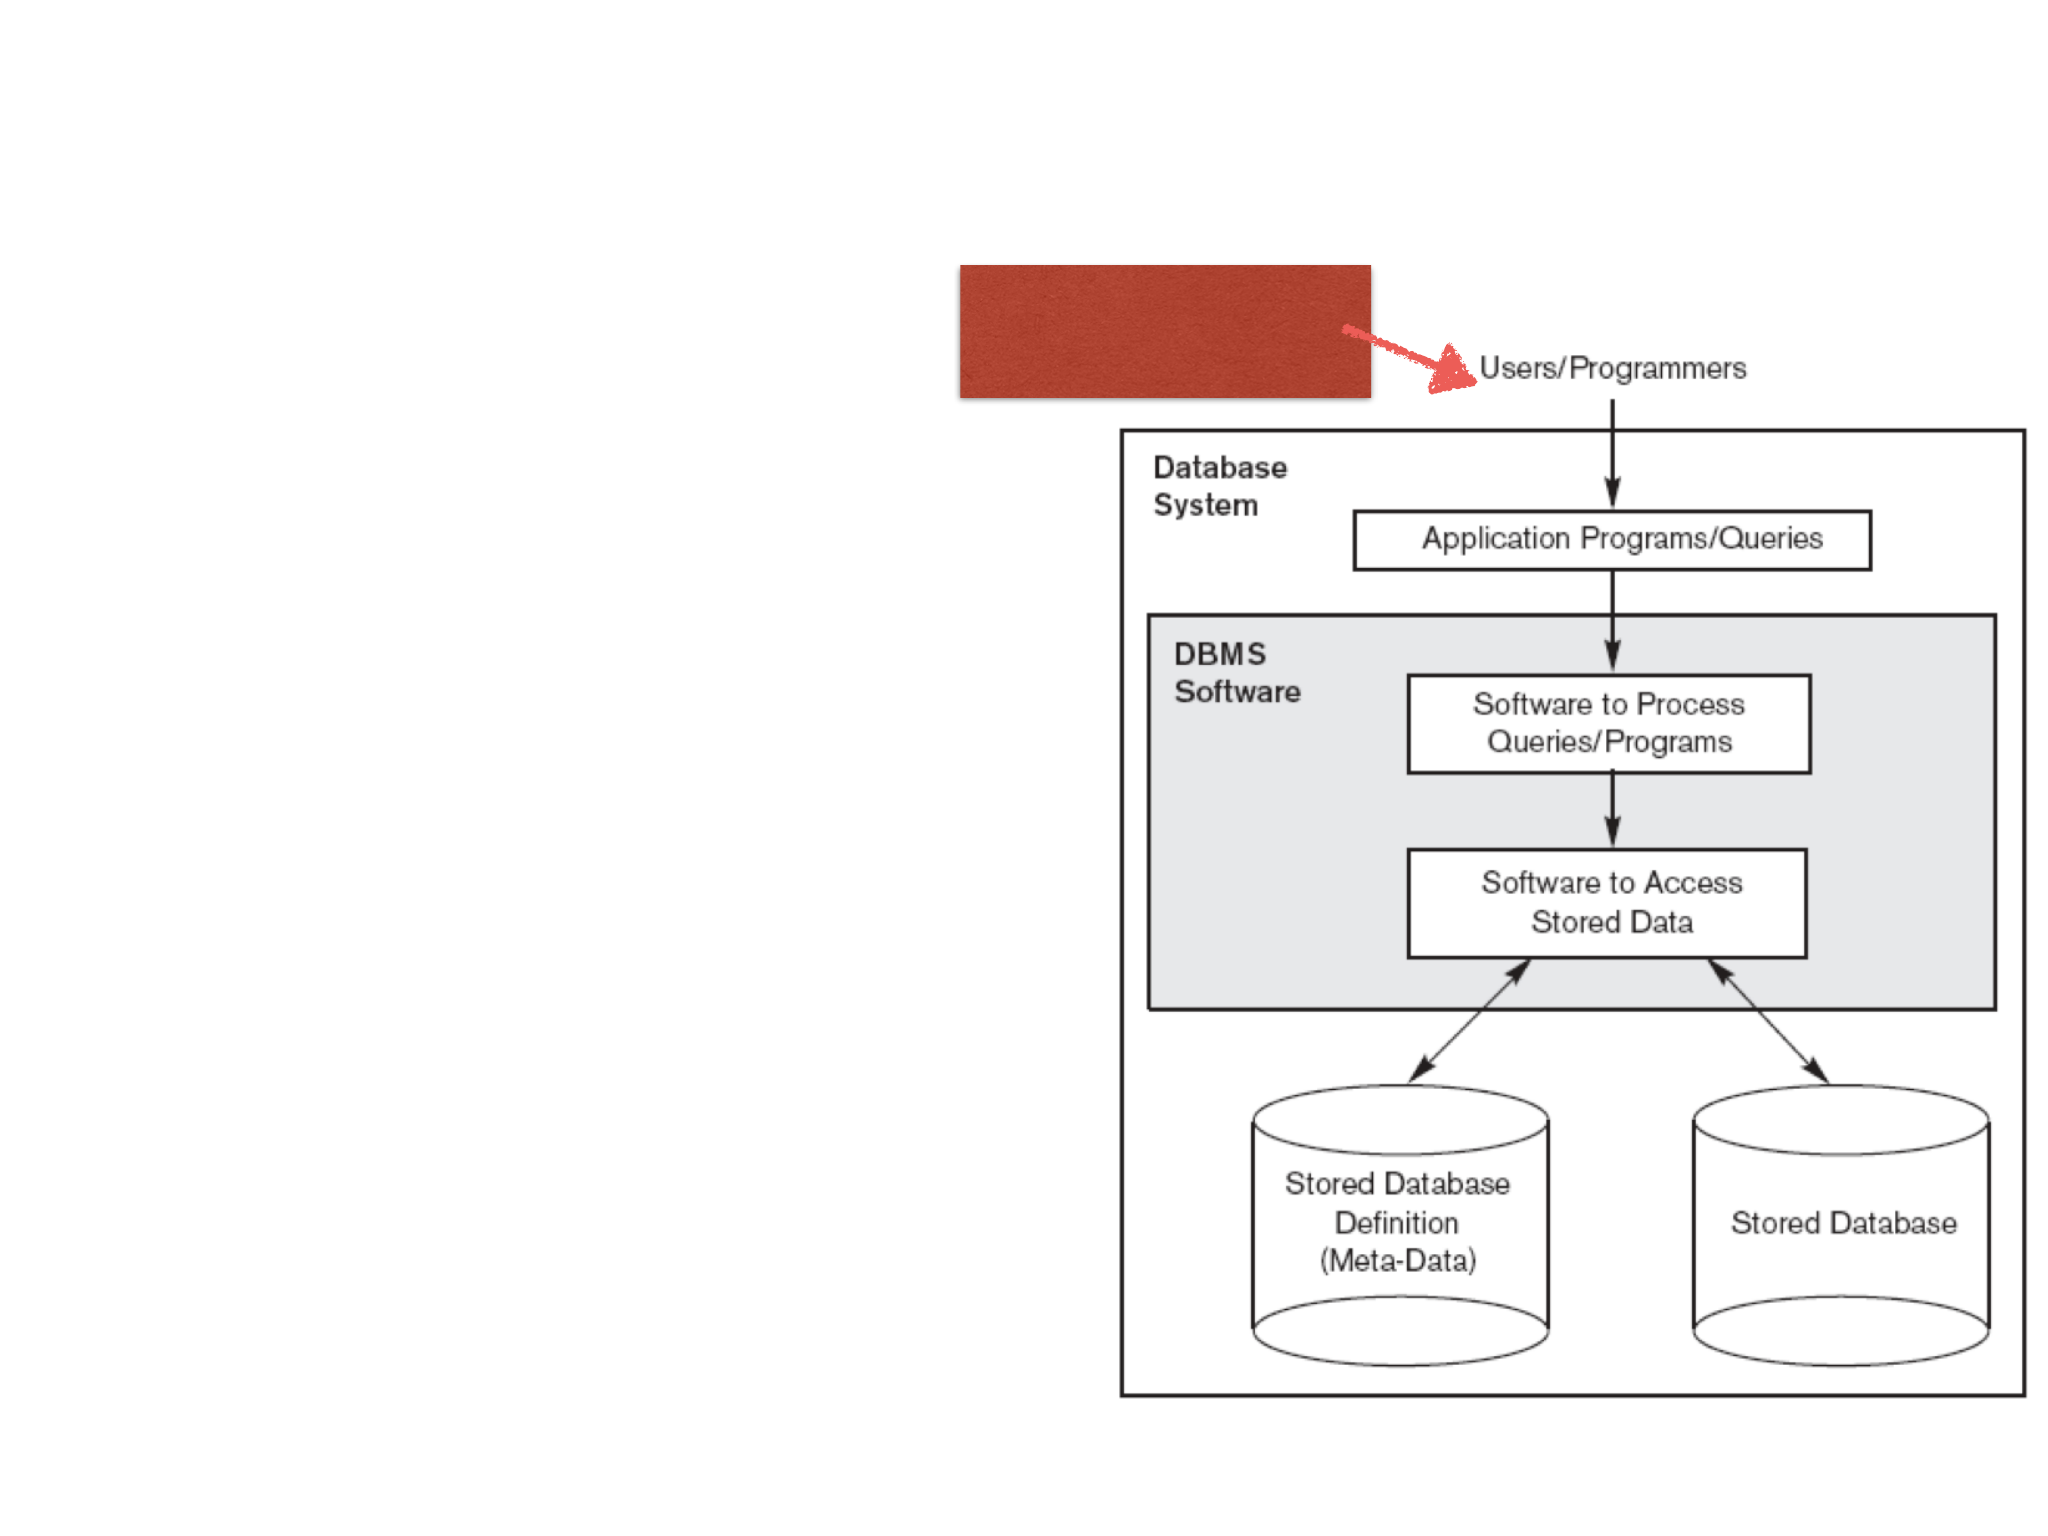 Users/Programmers
Database
System
Application Programs/Queries
DBMS
Software
Software to Process
Queries/Programs
Software to Access
Stored Data
Stored Database
Definition
(Meta-Data)
Stored Database